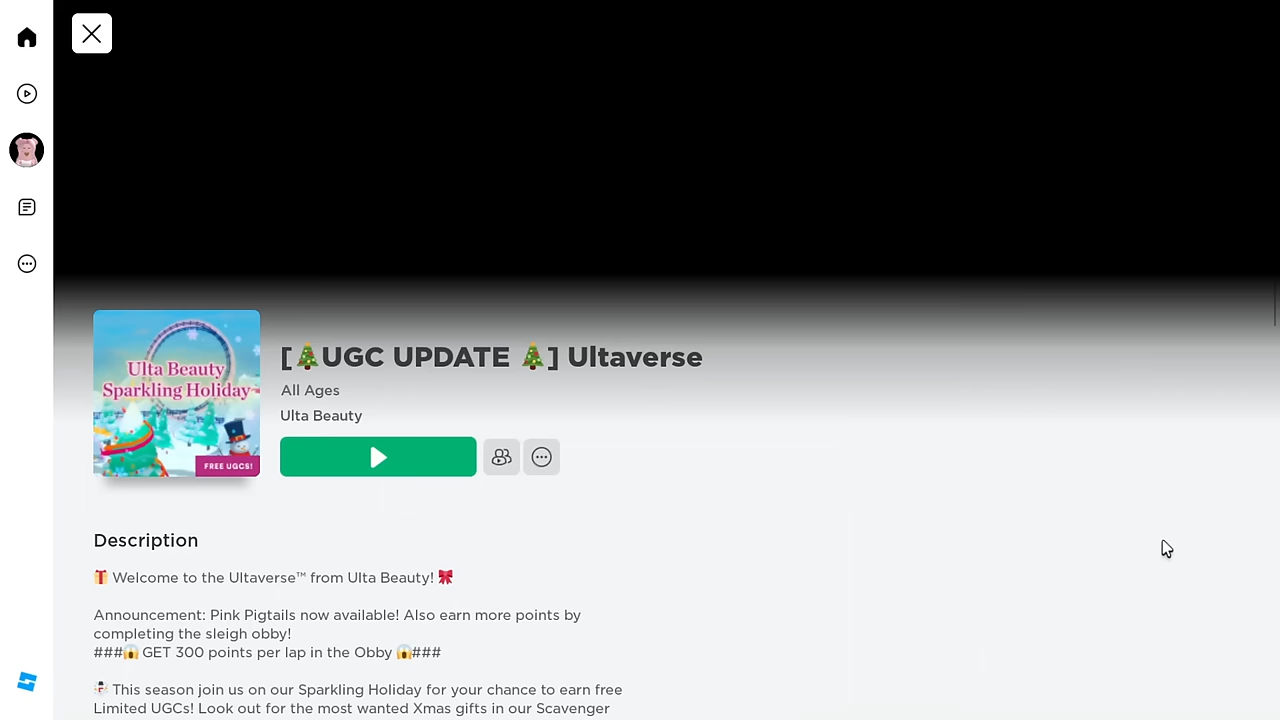 Ulta Beauty
Sparkling Holiday
FREE UGCS!
[🎄UGC UPDATE 🎄] Ultaverse
All Ages
Ulta Beauty
Description
🎁 Welcome to the Ultaverse™ from Ulta Beauty! 🎀
Announcement: Pink Pigtails now available! Also earn more points by
completing the sleigh obby!
###😱 GET 300 points per lap in the Obby 😱###
☃️ This season join us on our Sparkling Holiday for your chance to earn free
Limited UGCs! Look out for the most wanted Xmas gifts in our Scavenger